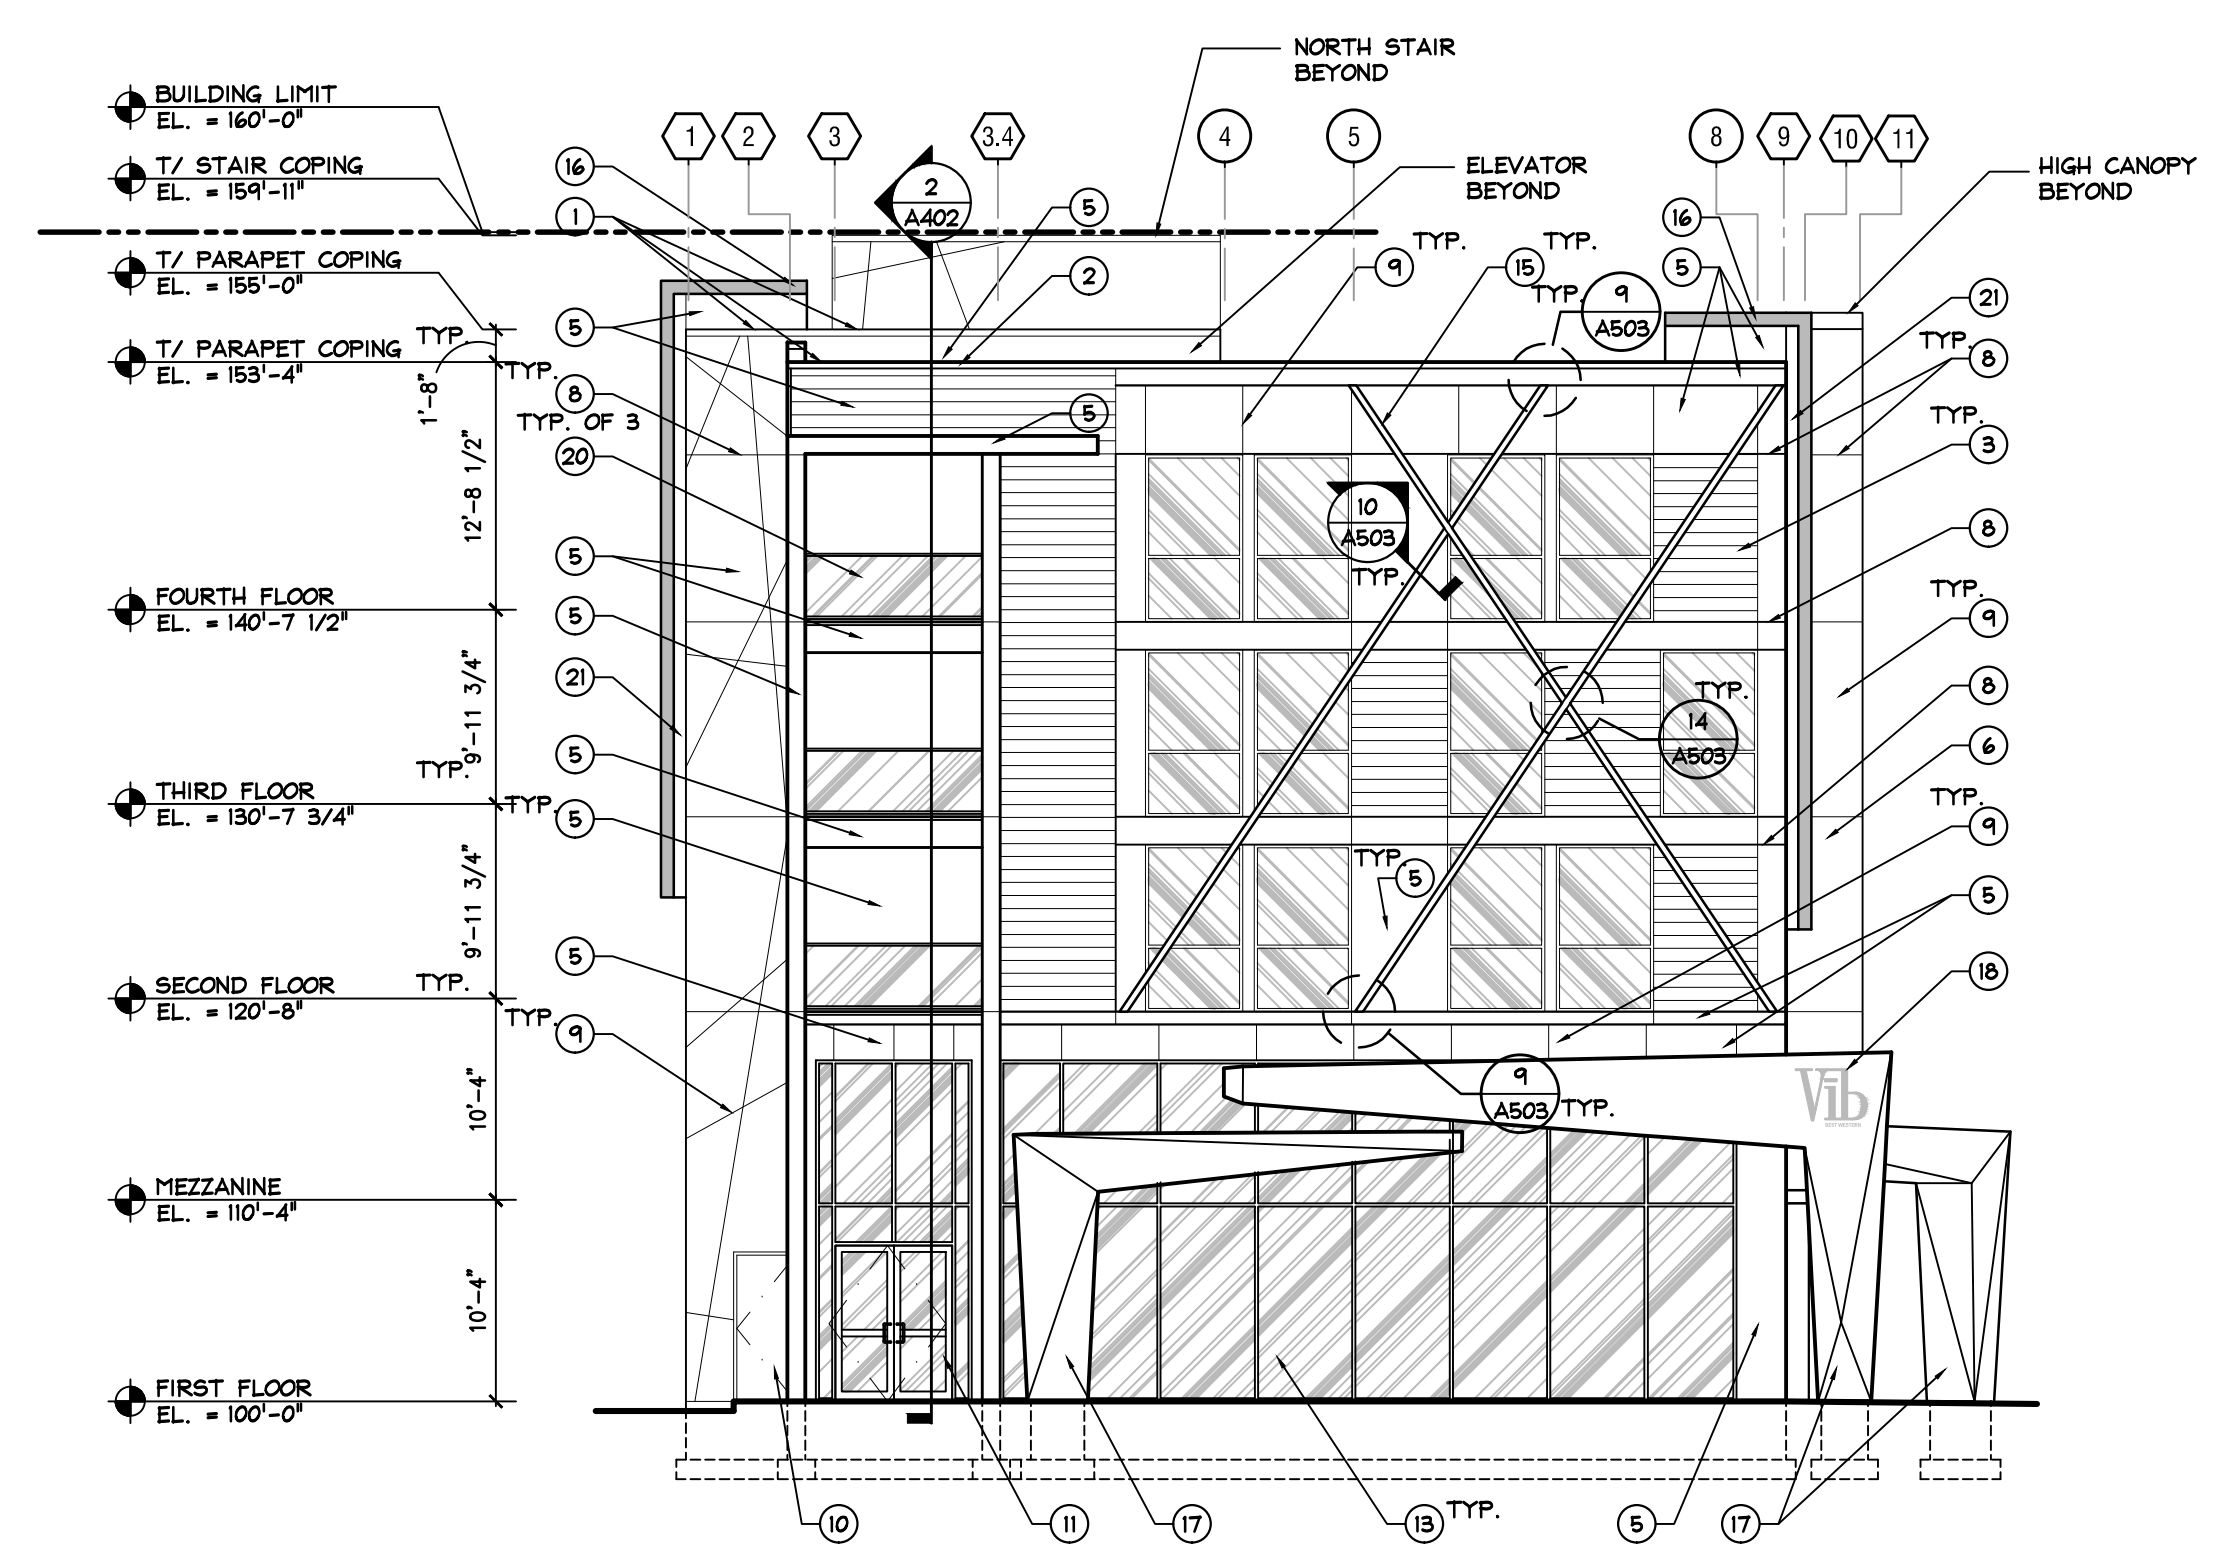 NORTH STAIR
BEYOND
BUILDING LIMIT
EL. = 160'-0"
1
2
3
3.4
4
5
8
9
10
11
T/ STAIR COPING
EL. = 159'-11"
16
2
A402
5
ELEVATOR
BEYOND
HIGH CANOPY
BEYOND
1
16
TYP.
TYP.
T/ PARAPET COPING
EL. = 155'-0"
2
9
15
5
TYP.
9
A503
21
5
TYP.
TYP.
T/ PARAPET COPING
EL. = 153'-4"
1'-8"
TYP.
8
8
TYP. OF 3
5
TYP.
3
20
12'-8 1/2"
10
A503
TYP.
8
5
FOURTH FLOOR
EL. = 140'-7 1/2"
5
TYP.
9
21
9'-11 3/4"
TYP.
14
A503
8
5
6
TYP.
THIRD FLOOR
EL. = 130'-7 3/4"
TYP.
5
TYP.
9
9'-11 3/4"
TYP.
5
5
5
18
SECOND FLOOR
EL. = 120'-8"
TYP.
TYP.
9
10'-4"
9
A503
TYP.
Vib
BEST WESTERN
MEZZANINE
EL. = 110'-4"
10'-4"
FIRST FLOOR
EL. = 100'-0"
10
11
17
13
TYP.
5
17